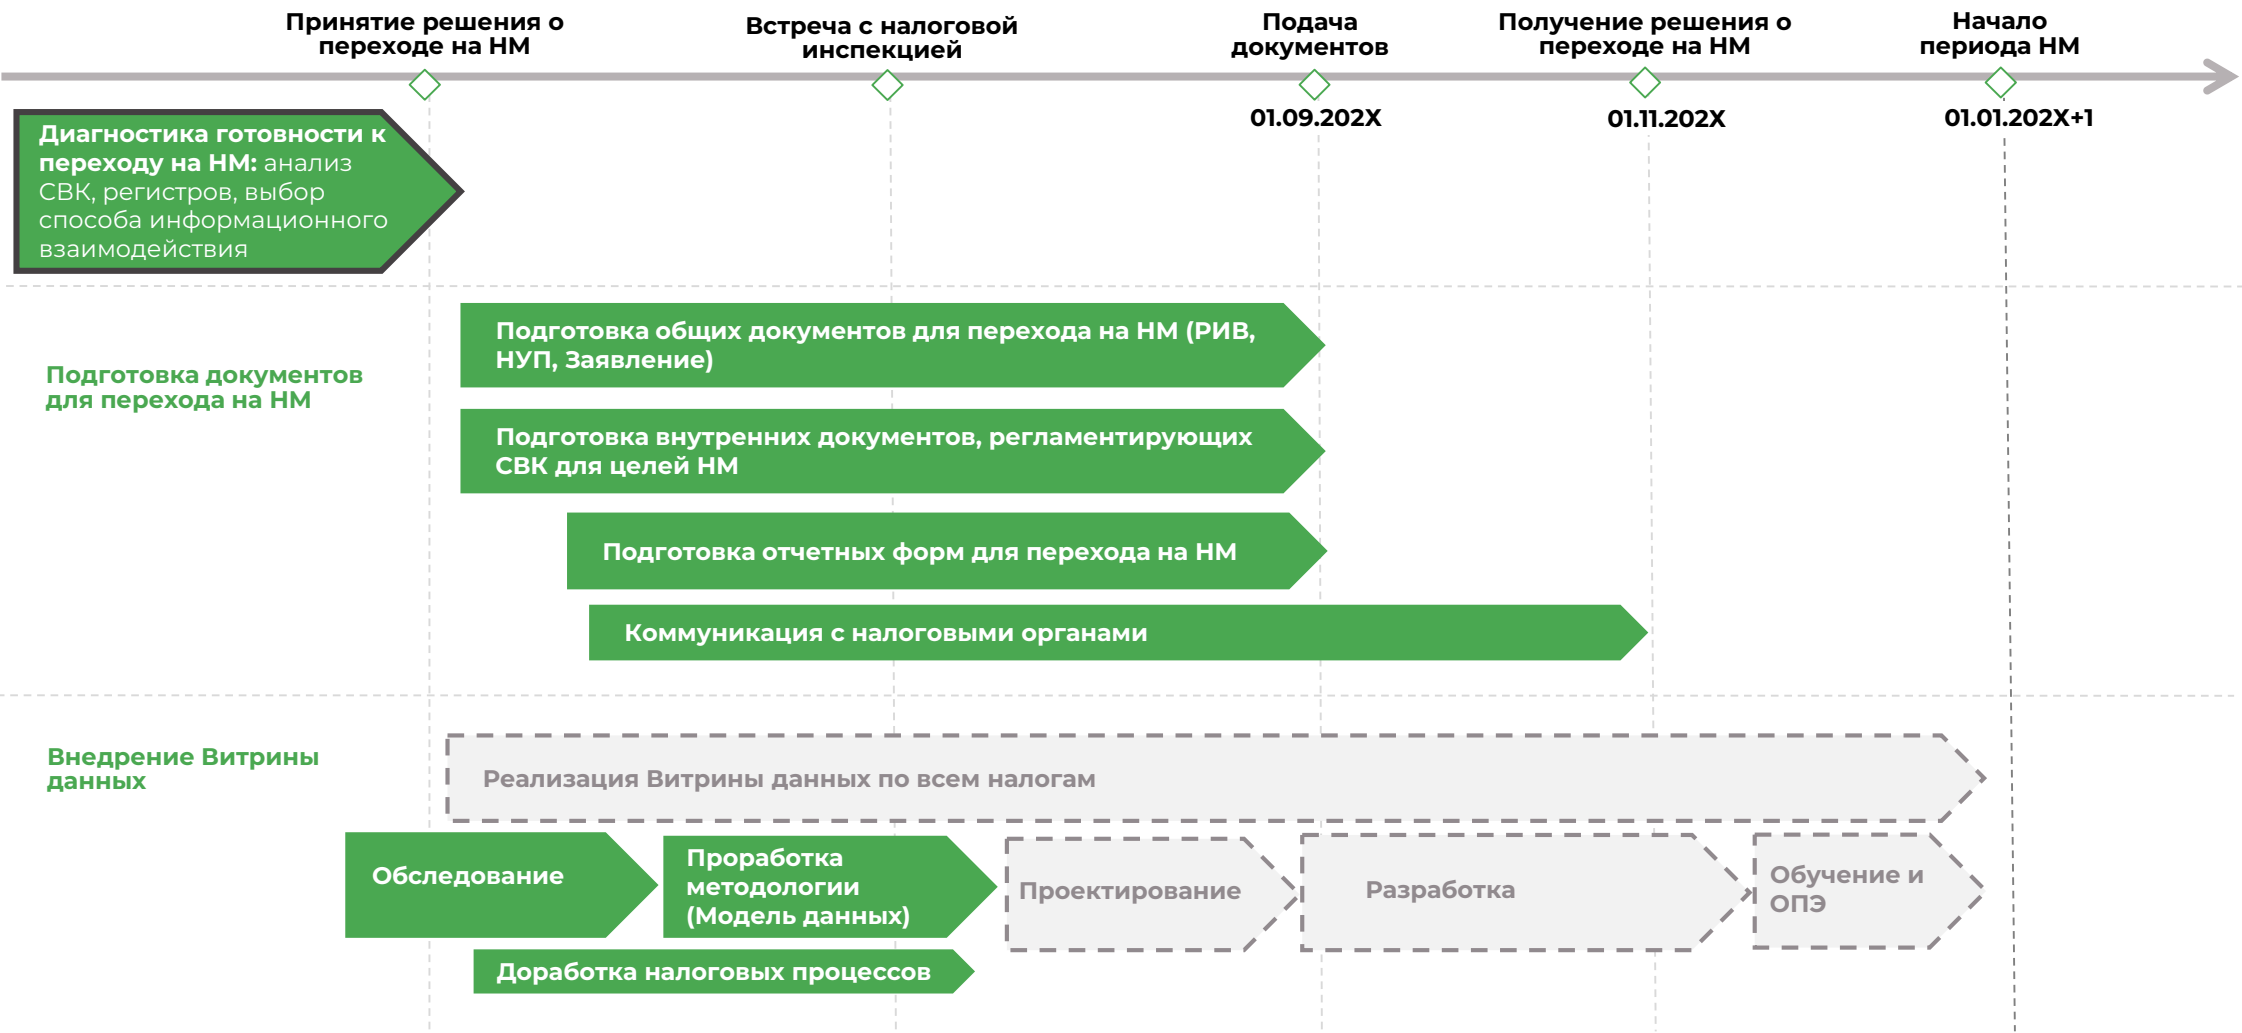 Принятие решения о
переходе на НМ
Встреча с налоговой
инспекцией
Подача
документов
Получение решения о
переходе на НМ
Начало
периода НМ
01.09.202X
01.11.202X
01.01.202X+1
Диагностика готовности к
переходу на НМ: анализ
СВК, регистров, выбор
способа информационного
взаимодействия
Подготовка документов
для перехода на НМ
Подготовка общих документов для перехода на НМ (РИВ,
НУП, Заявление)
Подготовка внутренних документов, регламентирующих
СВК для целей НМ
Подготовка отчетных форм для перехода на НМ
Коммуникация с налоговыми органами
Внедрение Витрины
данных
Реализация Витрины данных по всем налогам
Обследование
Проработка
методологии
(Модель данных)
Проектирование
Разработка
Обучение и
ОПЭ
Доработка налоговых процессов